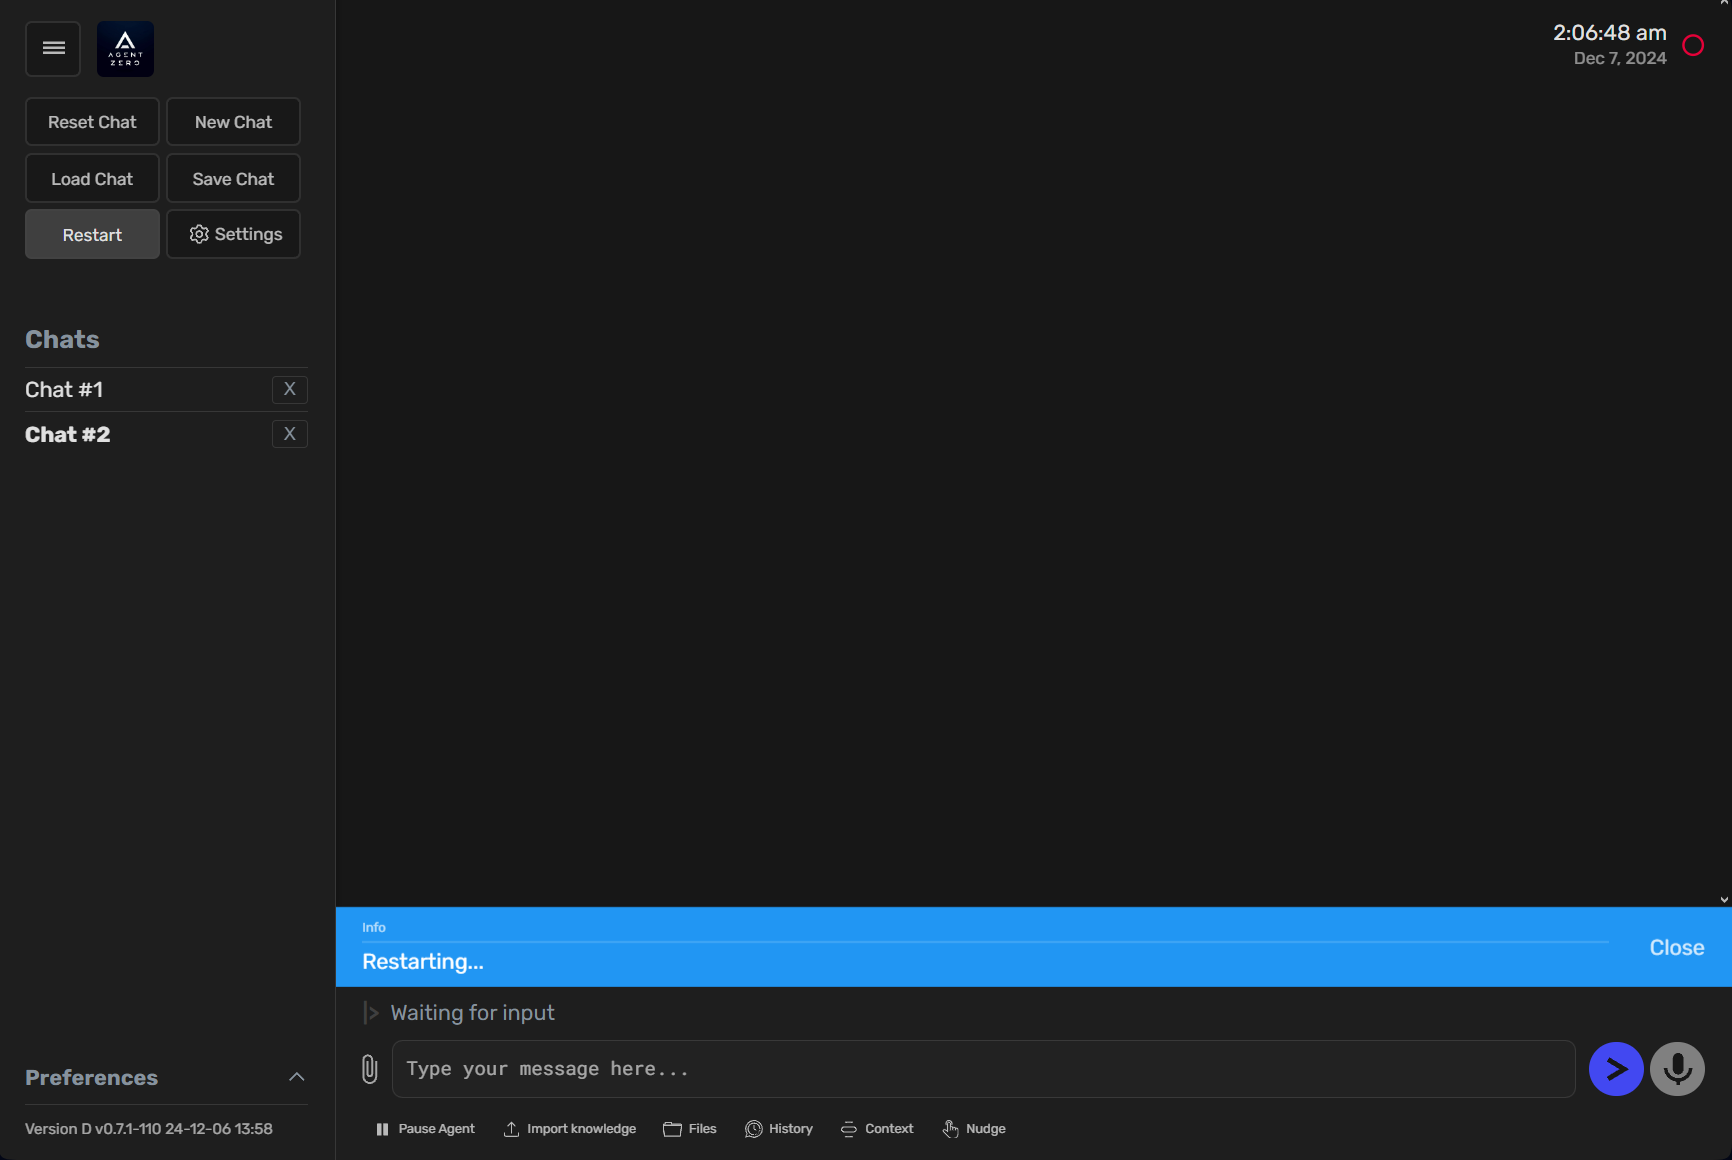 AGENT
ZERO
2:06:48 am
Dec 7, 2024
Reset Chat
New Chat
Load Chat
Save Chat
Restart
Settings
Chats
Chat #1
X
Chat #2
X
Info
Restarting...
Close
|> Waiting for input
Type your message here...
>
Preferences
Version D v0.7.1-110 24-12-06 13:58
Pause Agent
Import knowledge
Files
History
Context
Nudge